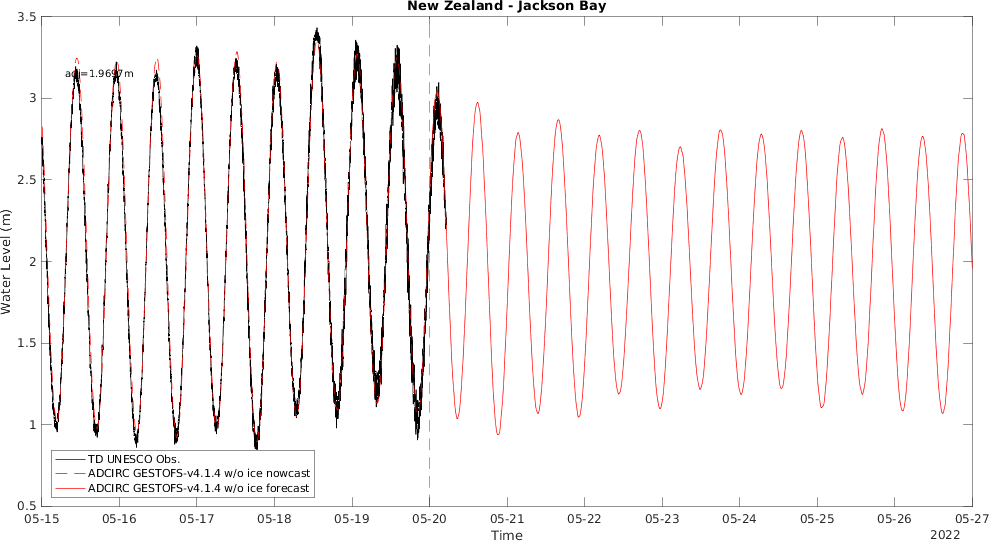 New Zealand - Jackson Bay
3.5
adj=1.9697m
3
2.5
Water Level (m)
2
1.5
1
TD UNESCO Obs.
ADCIRC GESTOFS-v4.1.4 w/o ice nowcast
ADCIRC GESTOFS-v4.1.4 w/o ice forecast
0.5
05-15 05-16 05-17 05-18 05-19 05-20 05-21 05-22 05-23 05-24 05-25 05-26 05-27
Time
2022